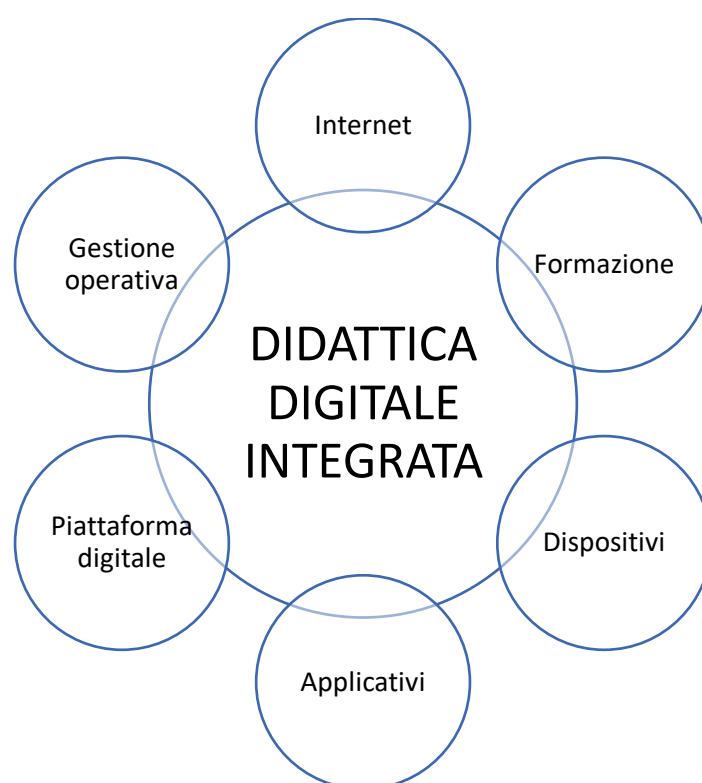 Internet
Gestione
operativa
Formazione
DIDATTICA
DIGITALE
INTEGRATA
Piattaforma
digitale
Dispositivi
Applicativi